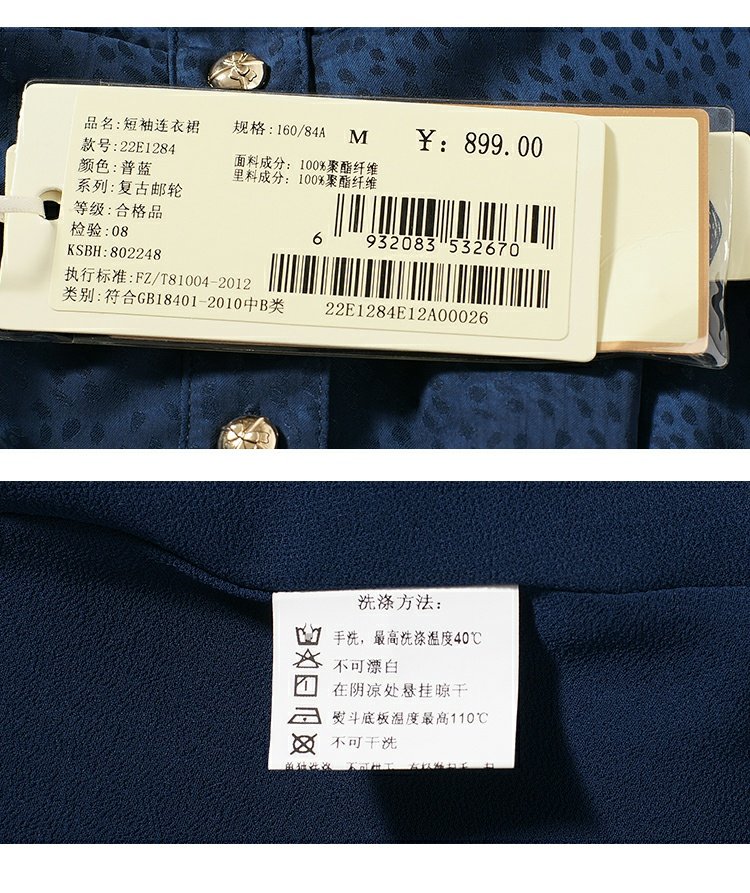 品名:短袖连衣裙 规格:160/84A M ¥: 899.00
款号:22E1284
颜色:普蓝 面料成分: 100%聚酯纤维
系列:复古邮轮 里料成分: 100%聚酯纤维
等级:合格品
检验:08
6 932083 532670
KSBH:802248
执行标准:FZ/T81004-2012
类别:符合GB18401-2010中B类
22E1284E12A00026
洗涤方法:
手洗,最高洗涤温度40℃
不可漂白
在阴凉处悬挂晾干
熨斗底板温度最高110℃
不可干洗